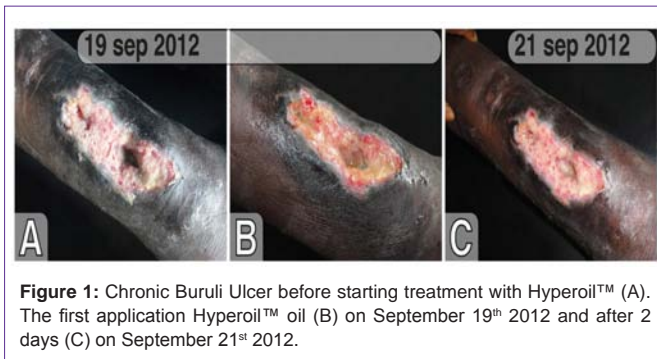 19 sep 2012
21 sep 2012
A
B
C
Figure 1: Chronic Buruli Ulcer before starting treatment with Hyperoil™ (A).
The first application Hyperoil™ oil (B) on September 19th 2012 and after 2
days (C) on September 21st 2012.